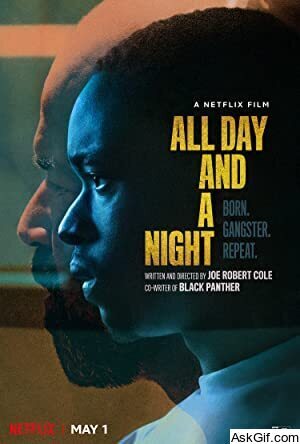 A NETFLIX FILM
ALL DAY
AND
A
NIGHT
BORN.
GANGSTER.
REPEAT.
WRITTEN AND DIRECTED BY JOE ROBERT COLE
CO-WRITER OF BLACK PANTHER
NETFLIX | MAY 1
AskGif.com